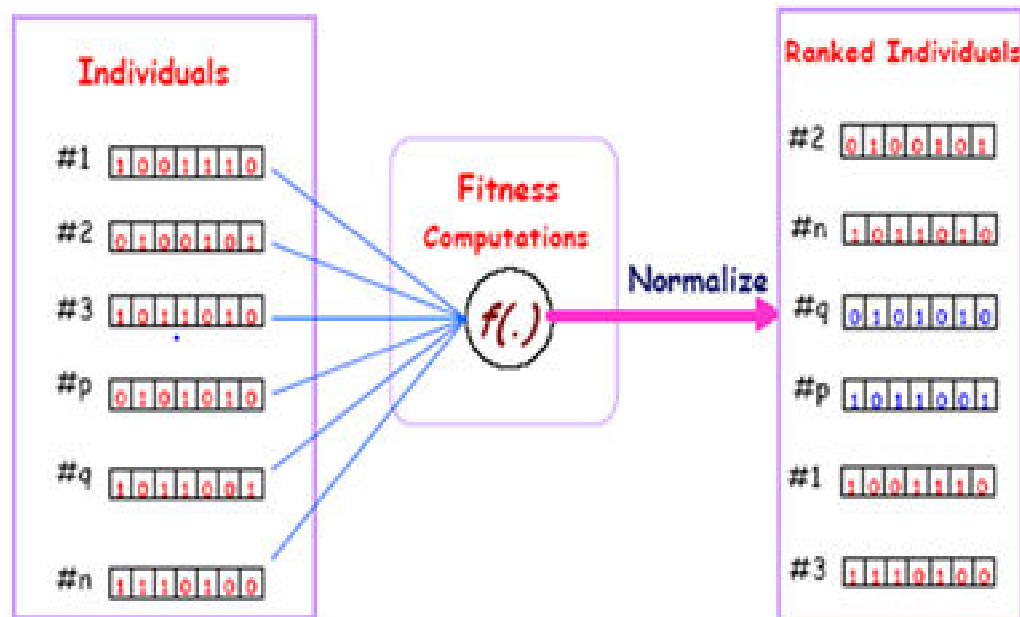 Individuals
#1 1 0 0 1 1 1 0
#2 0 1 0 0 1 0 1
#3 1 0 1 1 0 1 0
#p 0 1 0 1 0 1 0
#q 1 0 1 1 0 0 1
#n 1 1 1 0 1 0 0
Fitness
Computations
f(.)
Normalize
Ranked Individuals
#2 0 1 0 0 1 0 1
#n 1 0 1 1 0 1 0
#q 0 1 0 1 0 1 0
#p 1 0 1 1 0 0 1
#1 1 0 0 1 1 1 0
#3 1 1 1 0 1 0 0